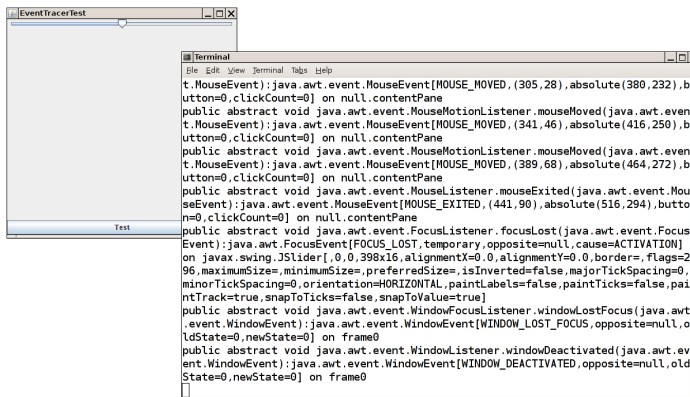 EventTracerTest
Test
Terminal
File Edit View Terminal Tabs Help
t.MouseEvent):java.awt.event.MouseEvent[MOUSE_MOVED,(305,28),absolute(380,232),b
utton=0,clickCount=0] on null.contentPane
public abstract void java.awt.event.MouseMotionListener.mouseMoved(java.awt.even
t.MouseEvent):java.awt.event.MouseEvent[MOUSE_MOVED,(341,46),absolute(416,250),b
utton=0,clickCount=0] on null.contentPane
public abstract void java.awt.event.MouseMotionListener.mouseMoved(java.awt.even
t.MouseEvent):java.awt.event.MouseEvent[MOUSE_MOVED,(389,68),absolute(464,272),b
utton=0,clickCount=0] on null.contentPane
public abstract void java.awt.event.MouseListener.mouseExited(java.awt.event.Mou
seEvent):java.awt.event.MouseEvent[MOUSE_EXITED,(441,90),absolute(516,294),butto
n=0,clickCount=0] on null.contentPane
public abstract void java.awt.event.FocusListener.focusLost(java.awt.event.Focus
Event):java.awt.FocusEvent[FOCUS_LOST,temporary,opposite=null,cause=ACTIVATION]
on javax.swing.JSlider[,0,0,398x16,alignmentX=0.0,alignmentY=0.0,border=,flags=2
96,maximumSize=,minimumSize=,preferredSize=,isInverted=false,majorTickSpacing=0,
minorTickSpacing=0,orientation=HORIZONTAL,paintLabels=false,paintTicks=false,pai
ntTrack=true,snapToTicks=false,snapToValue=true]
public abstract void java.awt.event.WindowFocusListener.windowLostFocus(java.awt
.event.WindowEvent):java.awt.event.WindowEvent[WINDOW_LOST_FOCUS,opposite=null,o
ldState=0,newState=0] on frame0
public abstract void java.awt.event.WindowListener.windowDeactivated(java.awt.ev
ent.WindowEvent):java.awt.event.WindowEvent[WINDOW_DEACTIVATED,opposite=null,old
State=0,newState=0] on frame0